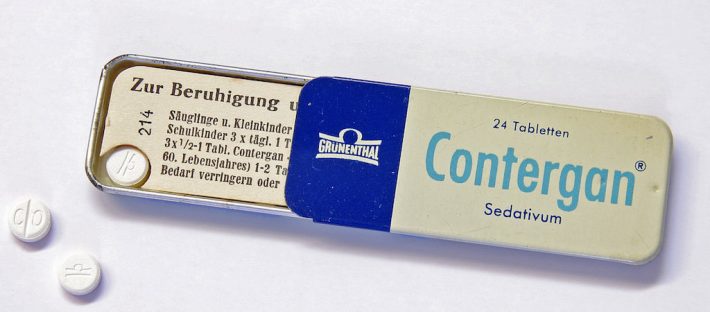 Zur Beruhigung u
214
Säuglinge u. Kleinkinder
Schulkinder 3 x tägl. 1 T
3x½-1 Tabl. Contergan
60. Lebensjahres) 1-2 Ta
Bedarf verringern oder
GRÜNENTHAL
24 Tabletten
Contergan®
Sedativum
C O